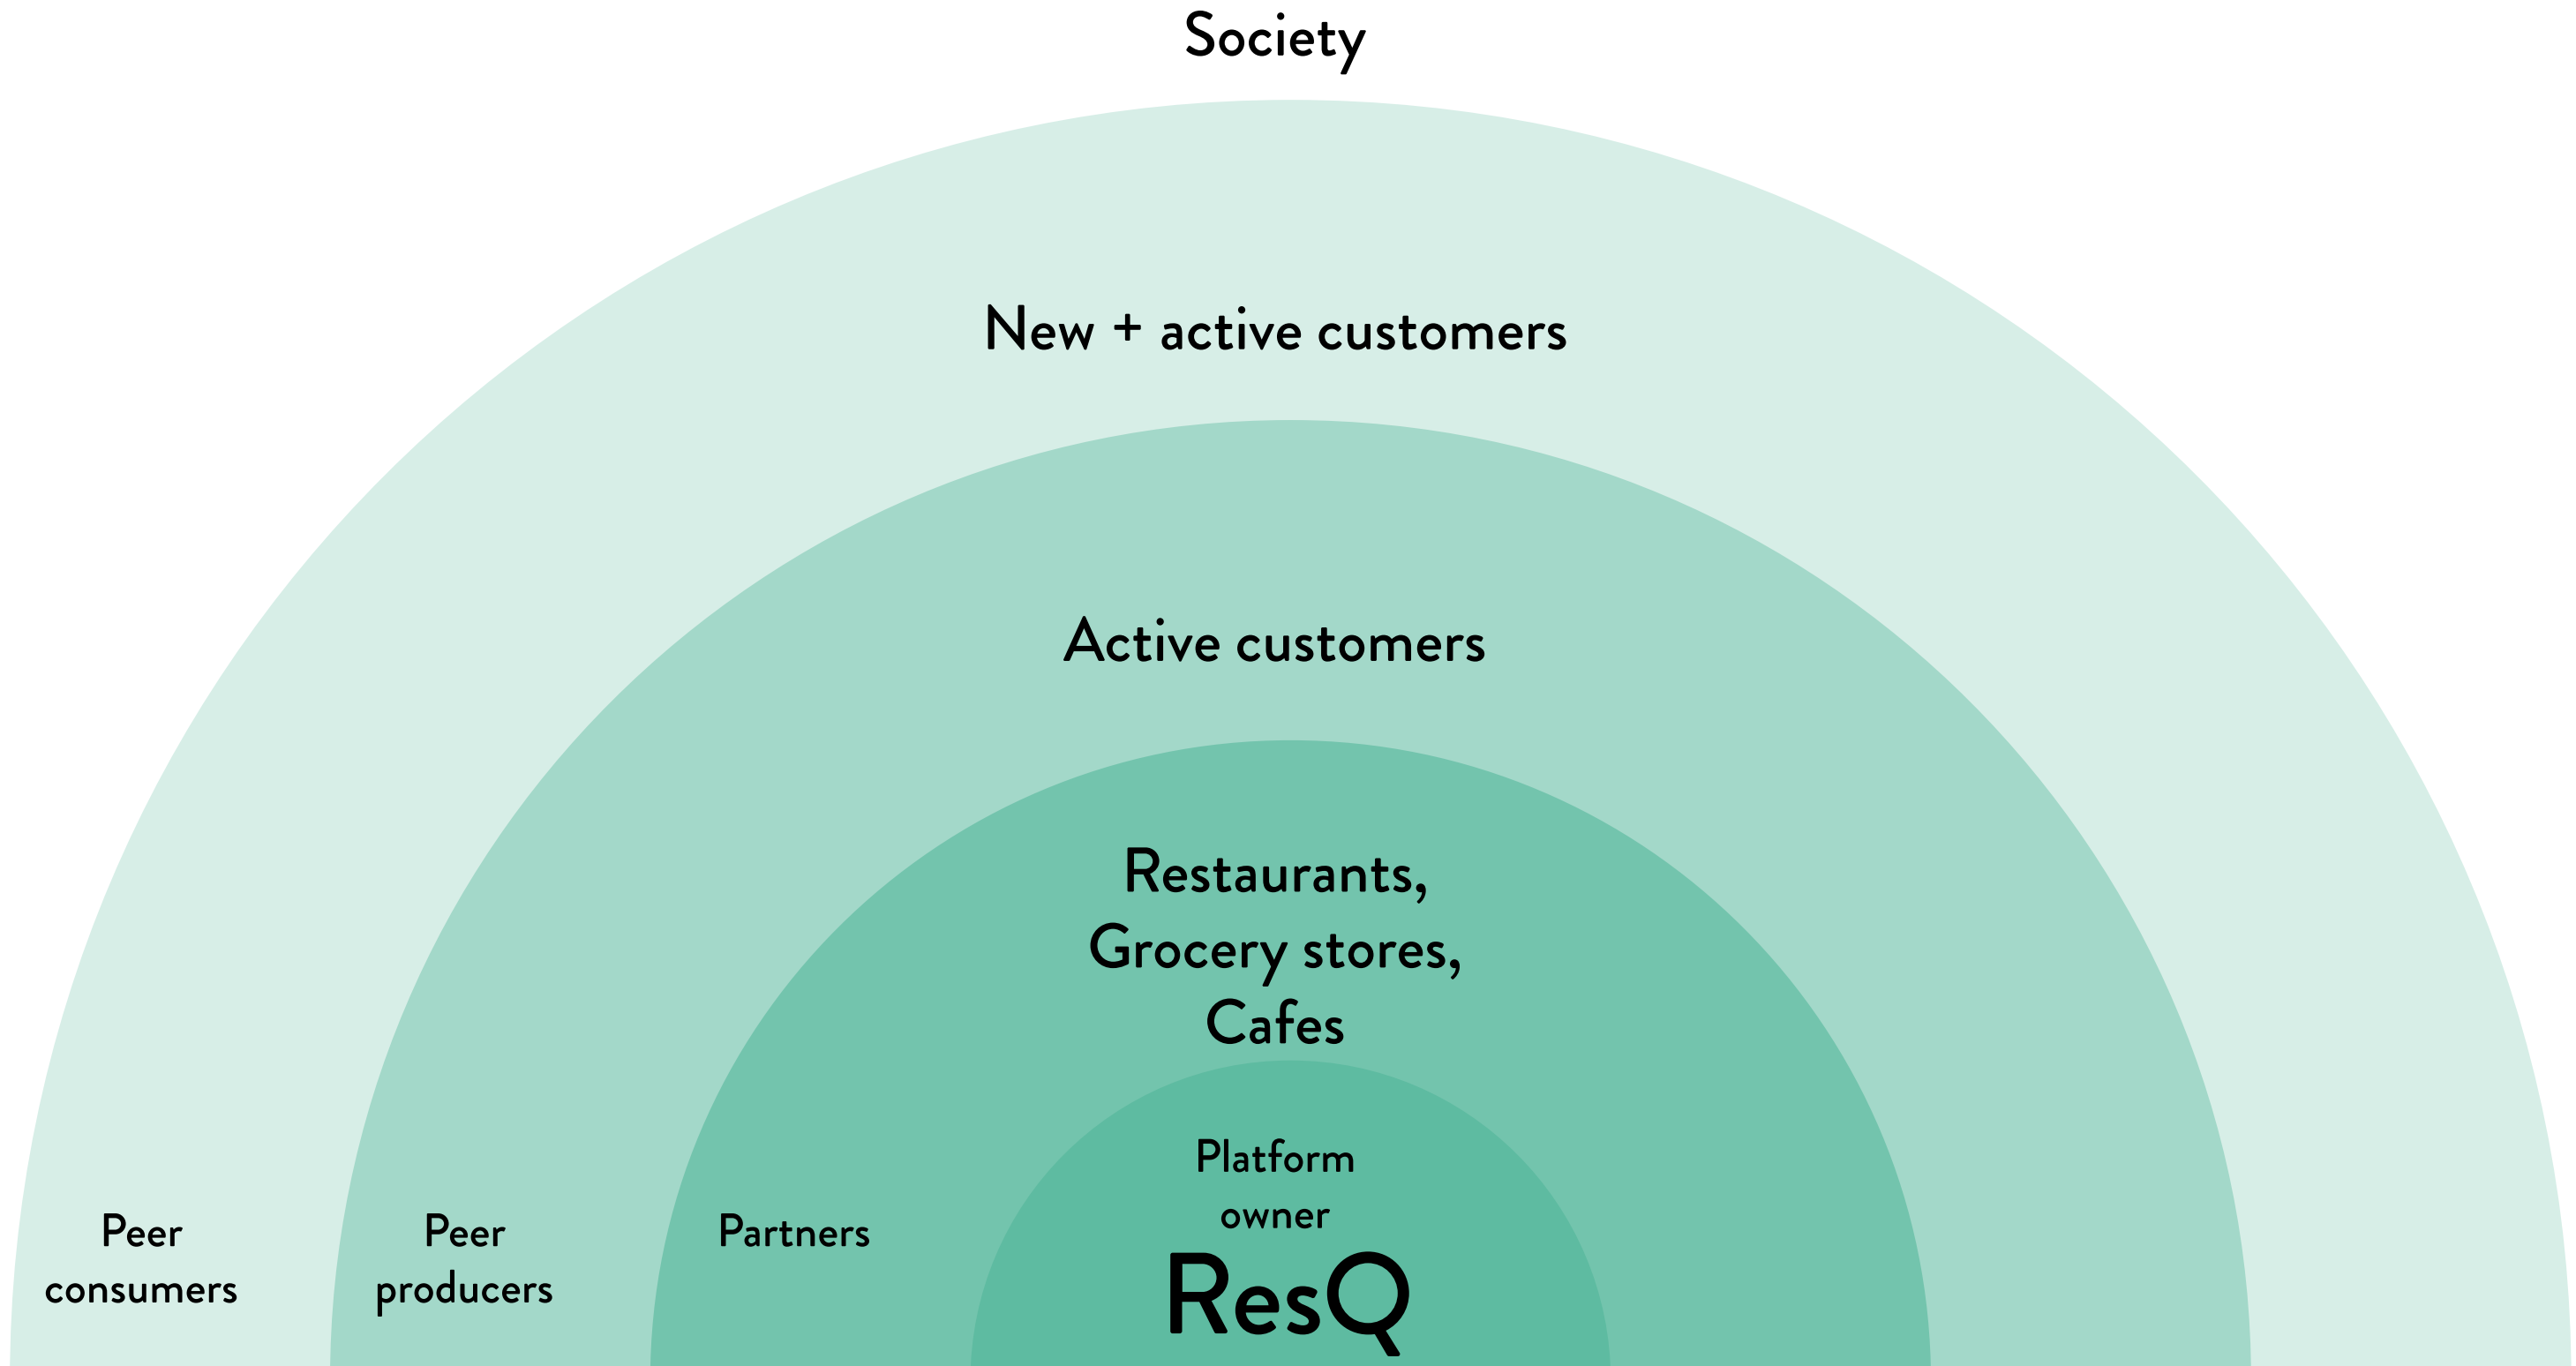 Society
New + active customers
Active customers
Restaurants,
Grocery stores,
Cafes
Platform
owner
ResQ
Peer
consumers
Peer
producers
Partners